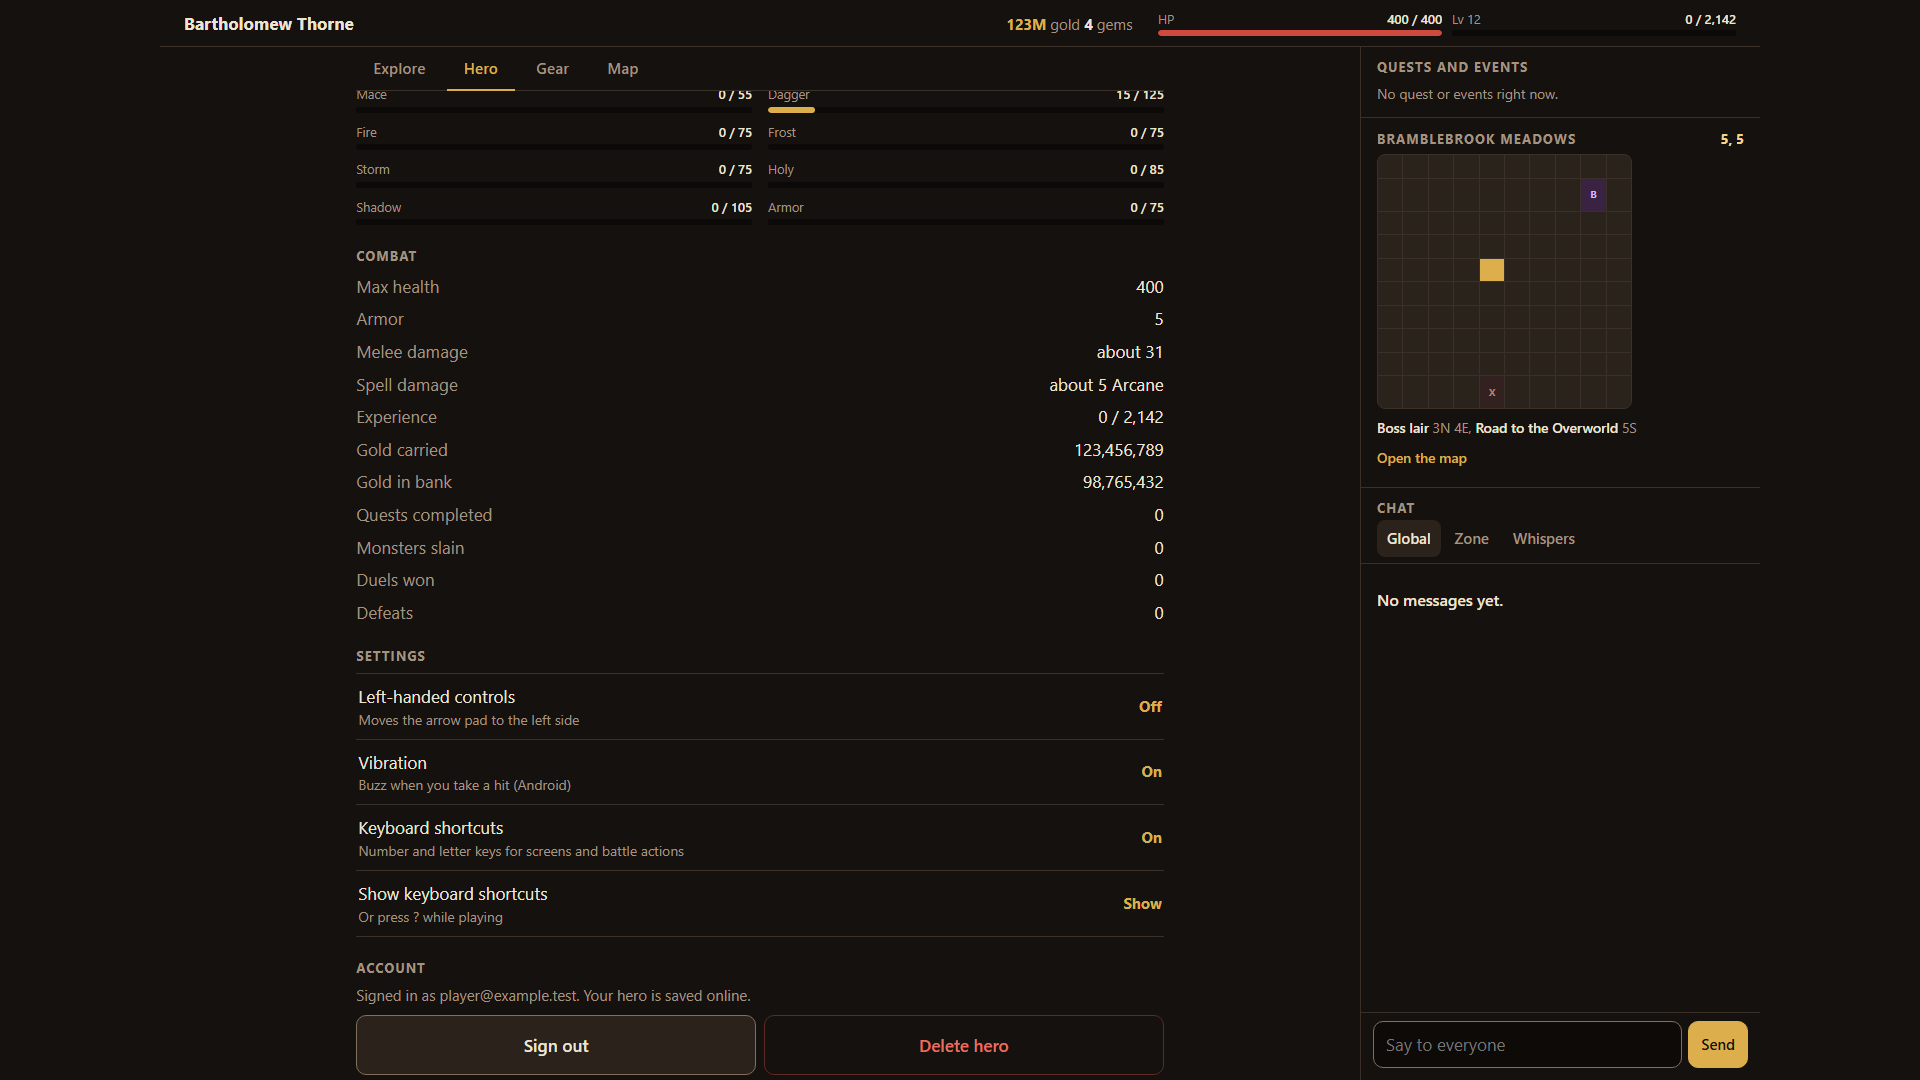 Bartholomew Thorne
123M gold 4 gems
HP 400 / 400
Lv 12 0 / 2,142
Explore Hero Gear Map
Mace 0 / 55
Dagger 15 / 125
Fire 0 / 75
Frost 0 / 75
Storm 0 / 75
Holy 0 / 85
Shadow 0 / 105
Armor 0 / 75
COMBAT
Max health 400
Armor 5
Melee damage about 31
Spell damage about 5 Arcane
Experience 0 / 2,142
Gold carried 123,456,789
Gold in bank 98,765,432
Quests completed 0
Monsters slain 0
Duels won 0
Defeats 0
SETTINGS
Left-handed controls
Moves the arrow pad to the left side
Off
Vibration
Buzz when you take a hit (Android)
On
Keyboard shortcuts
Number and letter keys for screens and battle actions
On
Show keyboard shortcuts
Or press ? while playing
Show
ACCOUNT
Signed in as player@example.test. Your hero is saved online.
Sign out
Delete hero
QUESTS AND EVENTS
No quest or events right now.
BRAMBLEBROOK MEADOWS 5, 5
B
X
Boss lair 3N 4E, Road to the Overworld 5S
Open the map
CHAT
Global Zone Whispers
No messages yet.
Say to everyone
Send